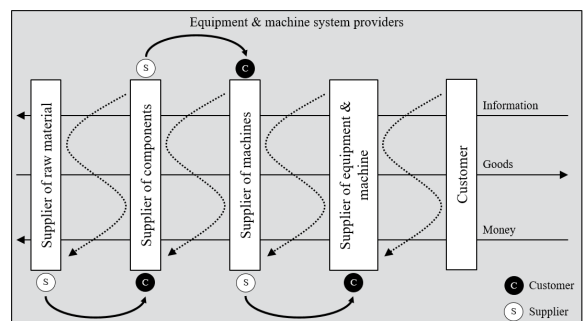 Equipment & machine system providers
S
C
Supplier of raw material
Supplier of components
Supplier of machines
Supplier of equipment &
machine
Customer
Information
Goods
Money
S
C
S
C
C Customer
S Supplier